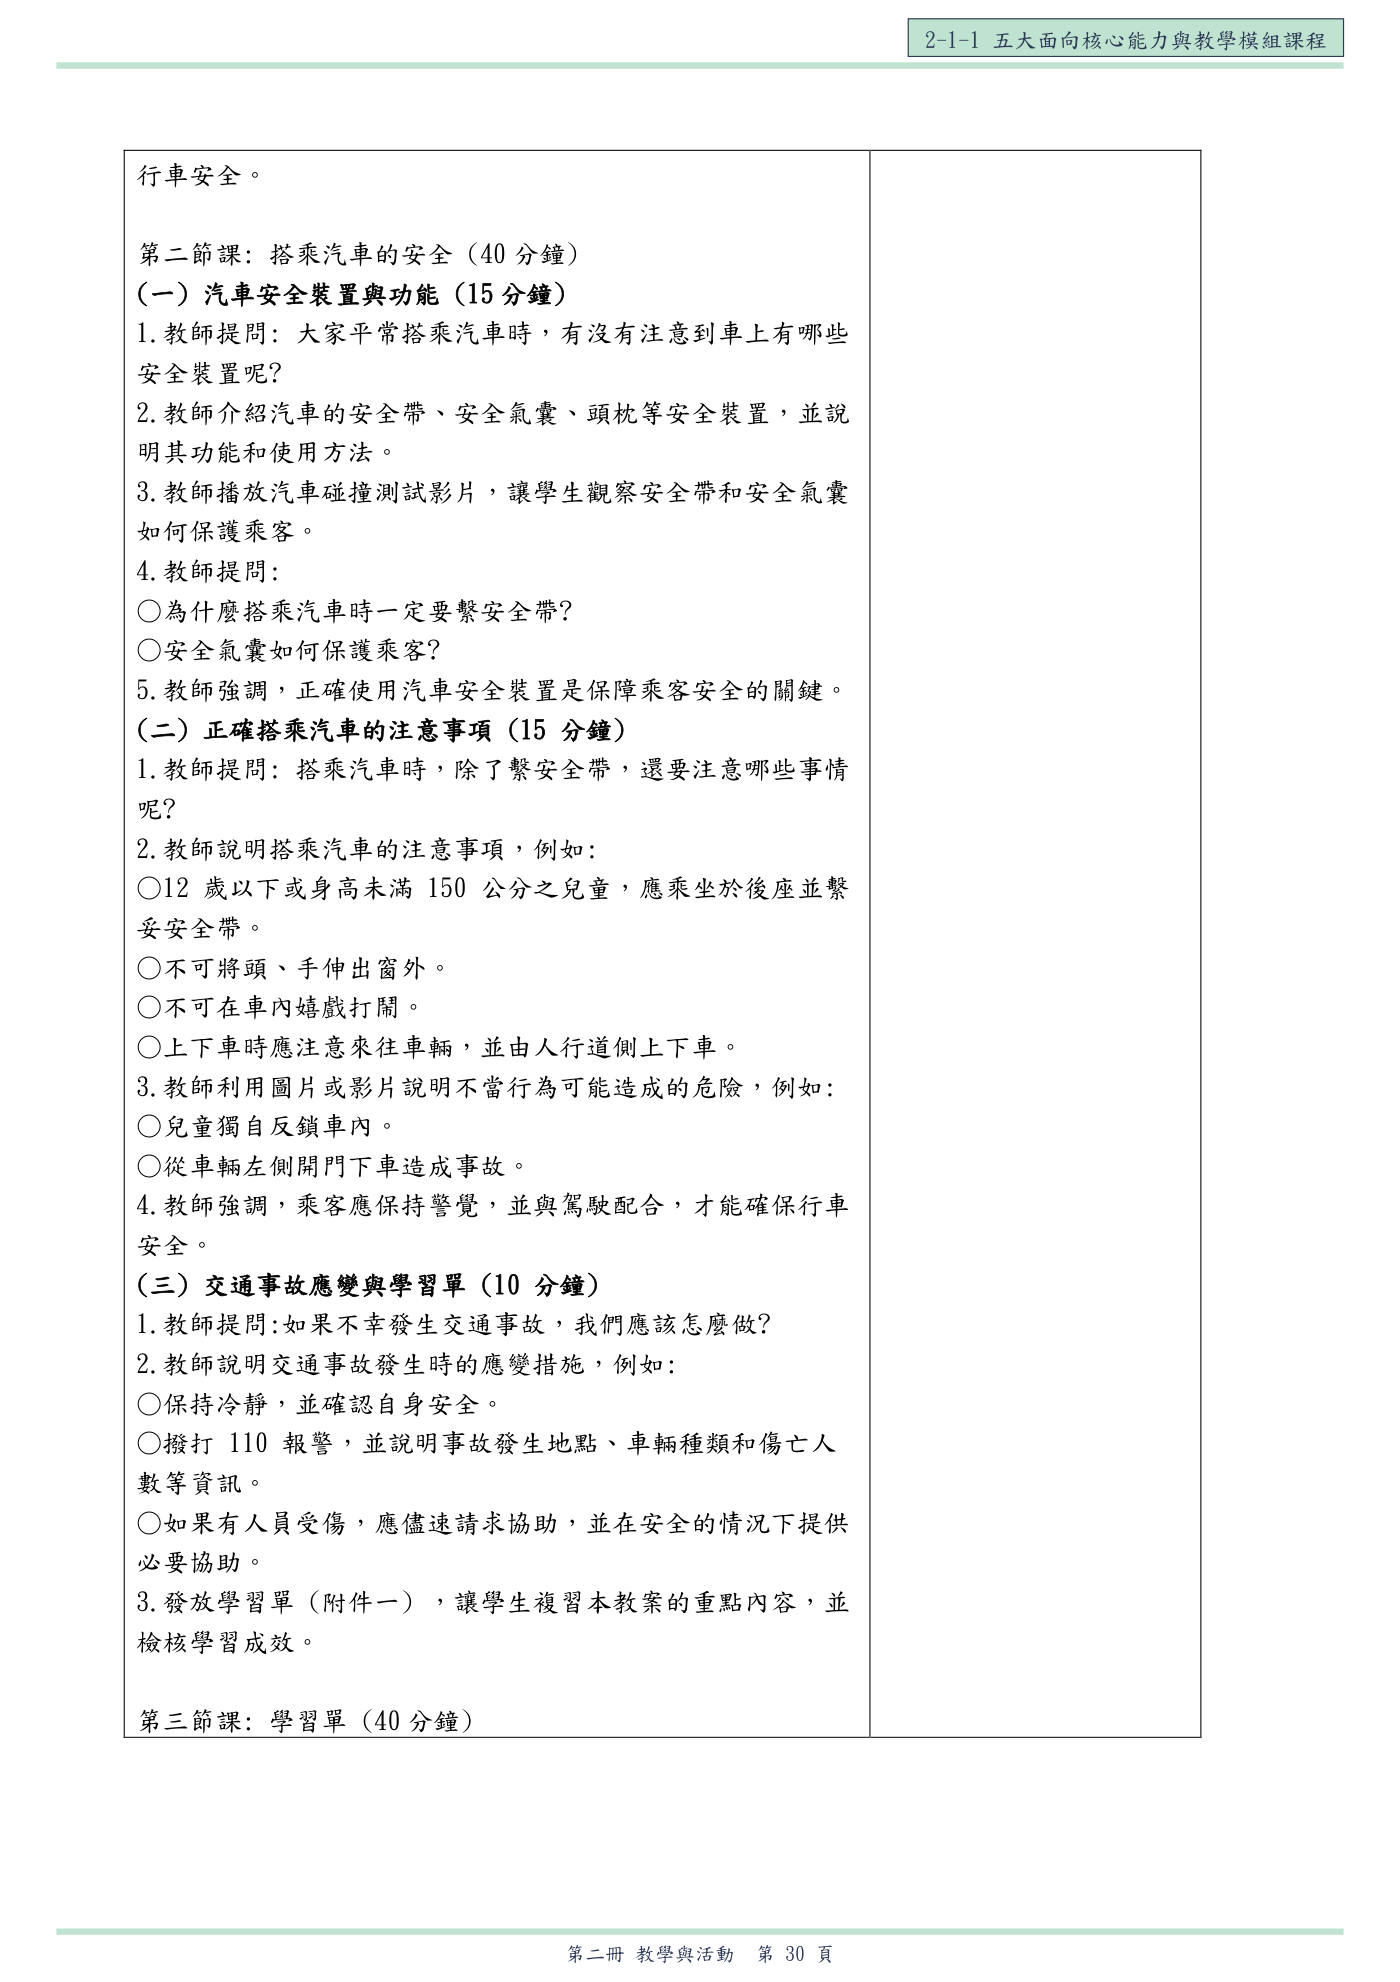 2-1-1 五大面向核心能力與教學模組課程
行車安全。
第二節課: 搭乘汽車的安全（40 分鐘）
(一) 汽車安全裝置與功能（15 分鐘）
1.教師提問: 大家平常搭乘汽車時，有沒有注意到車上有哪些
安全裝置呢?
2.教師介紹汽車的安全帶、安全氣囊、頭枕等安全裝置，並說
明其功能和使用方法。
3.教師播放汽車碰撞測試影片，讓學生觀察安全帶和安全氣囊
如何保護乘客。
4.教師提問:
○為什麼搭乘汽車時一定要繫安全帶?
○安全氣囊如何保護乘客?
5.教師強調，正確使用汽車安全裝置是保障乘客安全的關鍵。
(二) 正確搭乘汽車的注意事項（15 分鐘）
1.教師提問: 搭乘汽車時，除了繫安全帶，還要注意哪些事情
呢?
2.教師說明搭乘汽車的注意事項，例如:
○12 歲以下或身高未滿 150 公分之兒童，應乘坐於後座並繫
妥安全帶。
○不可將頭、手伸出窗外。
○不可在車內嬉戲打鬧。
○上下車時應注意來往車輛，並由人行道側上下車。
3.教師利用圖片或影片說明不當行為可能造成的危險，例如:
○兒童獨自反鎖車內。
○從車輛左側開門下車造成事故。
4.教師強調，乘客應保持警覺，並與駕駛配合，才能確保行車
安全。
(三) 交通事故應變與學習單（10 分鐘）
1.教師提問:如果不幸發生交通事故，我們應該怎麼做?
2.教師說明交通事故發生時的應變措施，例如:
○保持冷靜，並確認自身安全。
○撥打 110 報警，並說明事故發生地點、車輛種類和傷亡人
數等資訊。
○如果有人員受傷，應儘速請求協助，並在安全的情況下提供
必要協助。
3.發放學習單（附件一），讓學生複習本教案的重點內容，並
檢核學習成效。
第三節課: 學習單（40 分鐘）
第二冊 教學與活動 第 30 頁